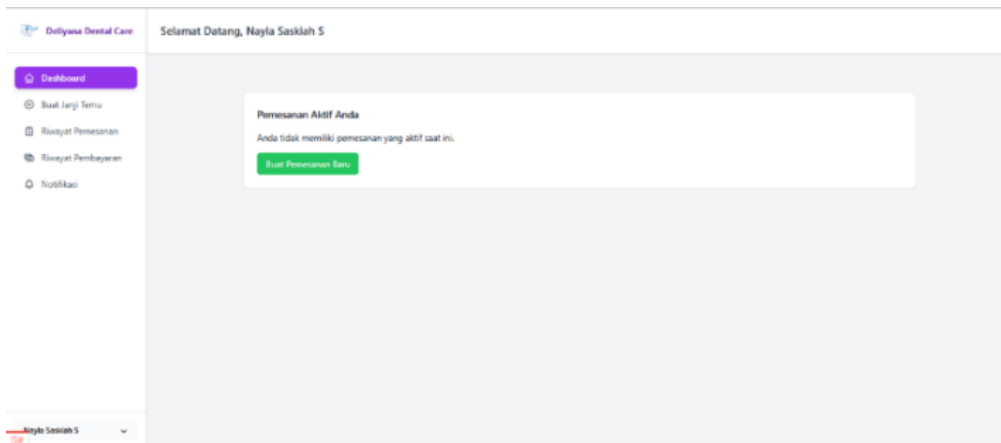 Drliyana Dental Care
Selamat Datang, Nayla Saskiah S
Dashboard
Buat Janji Temu
Riwayat Pemesanan
Riwayat Pembayaran
Notifikasi
Pemesanan Aktif Anda
Anda tidak memiliki pemesanan yang aktif saat ini.
Buat Pemesanan Baru
Nayla Saskiah S